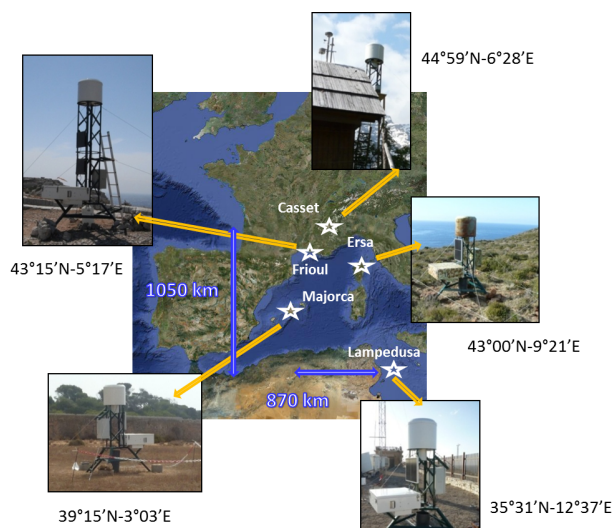 44°59’N-6°28’E
Casset
Ersa
Frioul
43°15’N-5°17’E
1050 km
Majorca
43°00’N-9°21’E
Lampedusa
870 km
39°15’N-3°03’E
35°31’N-12°37’E